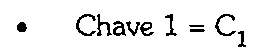 • Chave 1 = C₁